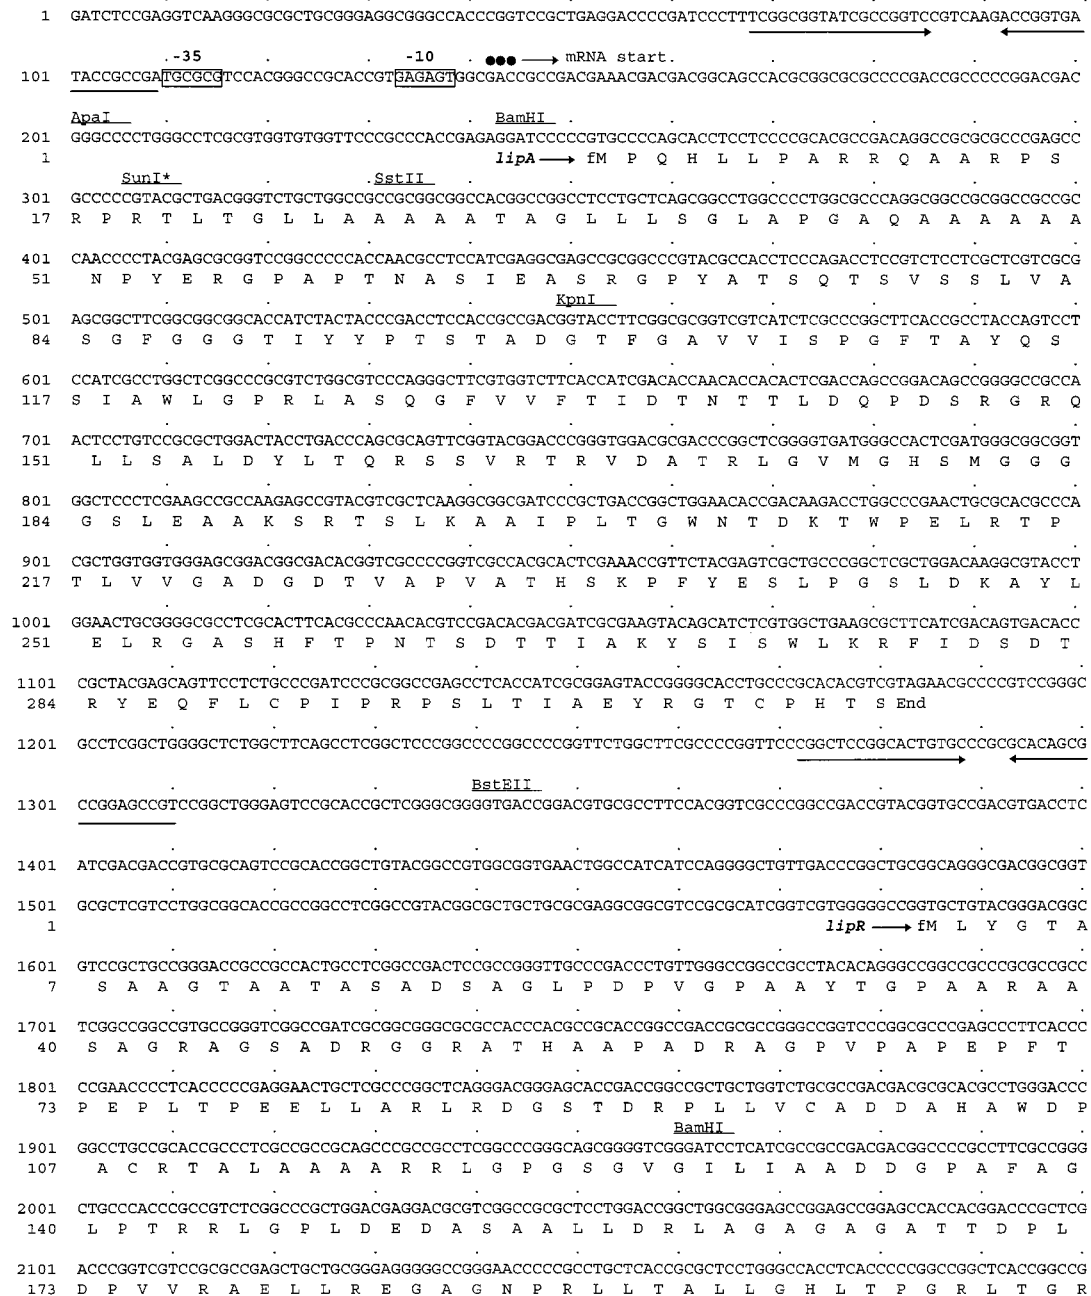 1 GATCTCCGAGGTCAAGGGCGCGCTGCGGGAGGCGGGCCACCCGGTCCGCTGAGGACCCCGATCCCTTTCGGCGGTATCGCCGGTCCGTCAAGACCGGTGA
-35 -10 ●●● → mRNA start
101 TACCGCCGATGCGCGTCCACGGGCCGCACCGTGAGAGTGGCGACCGCCGACGAAACGACGACGGCAGCCACGCGGCGCGCCCCGACCGCCCCCGGACGAC
ApaI BamHI
201 GGGCCCCTGGGCCTCGCGTGGTGTGGTTCCCGCCCACCGAGAGGATCCCCCGTGCCCCAGCACCTCCTCCCCGCACGCCGACAGGCCGCGCGCCCGAGCC
1 lipA → fM P Q H L L P A R R Q A A R P S
SunI* SstII
301 GCCCCCGTACGCTGACGGGTCTGCTGGCCGCCGCGGCGGCCACGGCCGGCCTCCTGCTCAGCGGCCTGGCCCCTGGCGCCCAGGCGGCCGCGGCCGCCGC
17 R P R T L T G L L A A A A A T A G L L L S G L A P G A Q A A A A A A
401 CAACCCCTACGAGCGCGGTCCGGCCCCCACCAACGCCTCCATCGAGGCGAGCCGCGGCCCGTACGCCACCTCCCAGACCTCCGTCTCCTCGCTCGTCGCG
51 N P Y E R G P A P T N A S I E A S R G P Y A T S Q T S V S S L V A
KpnI
501 AGCGGCTTCGGCGGCGGCACCATCTACTACCCGACCTCCACCGCCGACGGTACCTTCGGCGCGGTCGTCATCTCGCCCGGCTTCACCGCCTACCAGTCCT
84 S G F G G G T I Y Y P T S T A D G T F G A V V I S P G F T A Y Q S
601 CCATCGCCTGGCTCGGCCCGCGTCTGGCGTCCCAGGGCTTCGTGGTCTTCACCATCGACACCAACACCACACTCGACCAGCCGGACAGCCGGGGCCGCCA
117 S I A W L G P R L A S Q G F V V F T I D T N T T L D Q P D S R G R Q
701 ACTCCTGTCCGCGCTGGACTACCTGACCCAGCGCAGTTCGGTACGGACCCGGGTGGACGCGACCCGGCTCGGGGTGATGGGCCACTCGATGGGCGGCGGT
151 L L S A L D Y L T Q R S S V R T R V D A T R L G V M G H S M G G G
801 GGCTCCCTCGAAGCCGCCAAGAGCCGTACGTCGCTCAAGGCGGCGATCCCGCTGACCGGCTGGAACACCGACAAGACCTGGCCCGAACTGCGCACGCCCA
184 G S L E A A K S R T S L K A A I P L T G W N T D K T W P E L R T P
901 CGCTGGTGGTGGGAGCGGACGGCGACACGGTCGCCCCGGTCGCCACGCACTCGAAACCGTTCTACGAGTCGCTGCCCGGCTCGCTGGACAAGGCGTACCT
217 T L V V G A D G D T V A P V A T H S K P F Y E S L P G S L D K A Y L
1001 GGAACTGCGGGGCGCCTCGCACTTCACGCCCAACACGTCCGACACGACGATCGCGAAGTACAGCATCTCGTGGCTGAAGCGCTTCATCGACAGTGACACC
251 E L R G A S H F T P N T S D T T I A K Y S I S W L K R F I D S D T
1101 CGCTACGAGCAGTTCCTCTGCCCGATCCCGCGGCCGAGCCTCACCATCGCGGAGTACCGGGGCACCTGCCCGCACACGTCGTAGAACGCCCCGTCCGGGC
284 R Y E Q F L C P I P R P S L T I A E Y R G T C P H T S End
1201 GCCTCGGCTGGGGCTCTGGCTTCAGCCTCGGCTCCCGGCCCCGGCCCCGGTTCTGGCTTCGCCCCGGTTCCCGGCTCCGGCACTGTGCCCGCGCACAGCG
BstEII
1301 CCGGAGCCGTCCGGCTGGGAGTCCGCACCGCTCGGGCGGGGTGACCGGACGTGCGCCTTCCACGGTCGCCCGGCCGACCGTACGGTGCCGACGTGACCTC
1401 ATCGACGACCGTGCGCAGTCCGCACCGGCTGTACGGCCGTGGCGGTGAACTGGCCATCATCCAGGGGCTGTTGACCCGGCTGCGGCAGGGCGACGGCGGT
1501 GCGCTCGTCCTGGCGGCACCGCCGGCCTCGGCCGTACGGCGCTGCTGCGCGAGGCGGCGTCCGCGCATCGGTCGTGGGGGCCGGTGCTGTACGGGACGGC
1 lipR → fM L Y G T A
1601 GTCCGCTGCCGGGACCGCCGCCACTGCCTCGGCCGACTCCGCCGGGTTGCCCGACCCTGTTGGGCCGGCCGCCTACACAGGGCCGGCCGCCCGCGCCGCC
7 S A A G T A A T A S A D S A G L P D P V G P A A Y T G P A A R A A
1701 TCGGCCGGCCGTGCCGGGTCGGCCGATCGCGGCGGGCGCGCCACCCACGCCGCACCGGCCGACCGCGCCGGGCCGGTCCCGGCGCCCGAGCCCTTCACCC
40 S A G R A G S A D R G G R A T H A A P A D R A G P V P A P E P F T
1801 CCGAACCCCTCACCCCCGAGGAACTGCTCGCCCGGCTCAGGGACGGGAGCACCGACCGGCCGCTGCTGGTCTGCGCCGACGACGCGCACGCCTGGGACCC
73 P E P L T P E E L L A R L R D G S T D R P L L V C A D D A H A W D P
BamHI
1901 GGCCTGCCGCACCGCCCTCGCCGCCGCAGCCCGCCGCCTCGGCCCGGGCAGCGGGGTCGGGATCCTCATCGCCGCCGACGACGGCCCCGCCTTCGCCGGG
107 A C R T A L A A A A R R L G P G S G V G I L I A A D D G P A F A G
2001 CTGCCCACCCGCCGTCTCGGCCCGCTGGACGAGGACGCGTCGGCCGCGCTCCTGGACCGGCTGGCGGGAGCCGGAGCCGGAGCCACCACGGACCCGCTCG
140 L P T R R L G P L D E D A S A A L L D R L A G A G A G A T T D P L
2101 ACCCGGTCGTCCGCGCCGAGCTGCTGCGGGAGGGGGCCGGGAACCCCCGCCTGCTCACCGCGCTCCTGGGCCACCTCACCCCCGGCCGGCTCACCGGCCG
173 D P V V R A E L L R E G A G N P R L L T A L L G H L T P G R L T G R